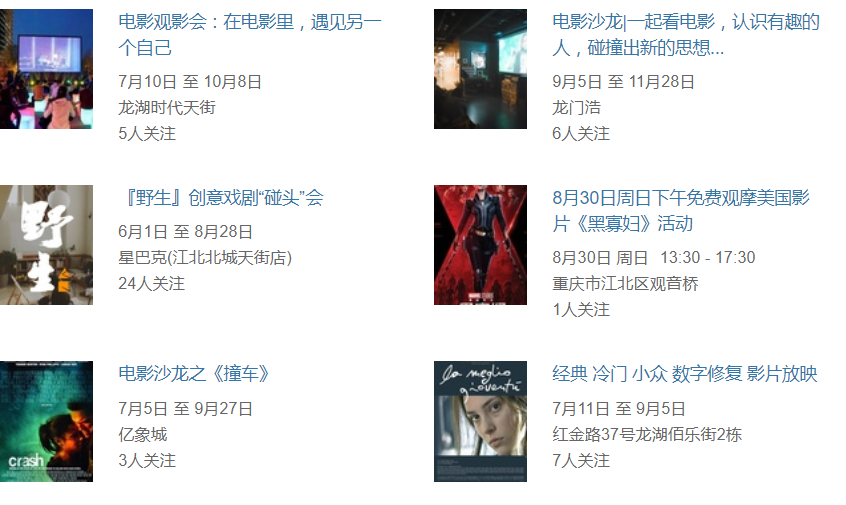 电影观影会：在电影里，遇见另一
个自己
7月10日 至 10月8日
龙湖时代天街
5人关注
电影沙龙|一起看电影，认识有趣的
人，碰撞出新的思想...
9月5日 至 11月28日
龙门浩
6人关注
野生
『野生』创意戏剧“碰头”会
6月1日 至 8月28日
星巴克(江北北城天街店)
24人关注
8月30日周日下午免费观摩美国影
片《黑寡妇》活动
8月30日 周日 13:30 - 17:30
重庆市江北区观音桥
1人关注
crash
电影沙龙之《撞车》
7月5日 至 9月27日
亿象城
3人关注
la meglio
gioventù
经典 冷门 小众 数字修复 影片放映
7月11日 至 9月5日
红金路37号龙湖佰乐街2栋
7人关注